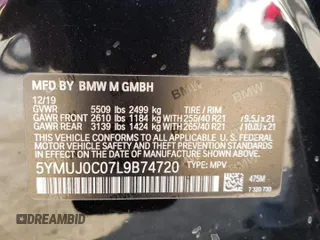 MFD BY BMW M GMBH
12/19
GVWR 5509 lbs 2499 kg
GAWR FRONT 2610 lbs 1184 kg WITH 255/40 R21 / 9.5J x 21
GAWR REAR 3139 lbs 1424 kg WITH 265/40 R21 / 10.0J x 21
THIS VEHICLE CONFORMS TO ALL APPLICABLE
U.S. FEDERAL MOTOR VEHICLE SAFETY
AND THEFT PREVENTION STANDARDS
IN EFFECT ON THE DATE OF
MANUFACTURE SHOWN ABOVE.
5YMUJ0C07L9B74720 TYPE: MPV
475M
DREAMBID